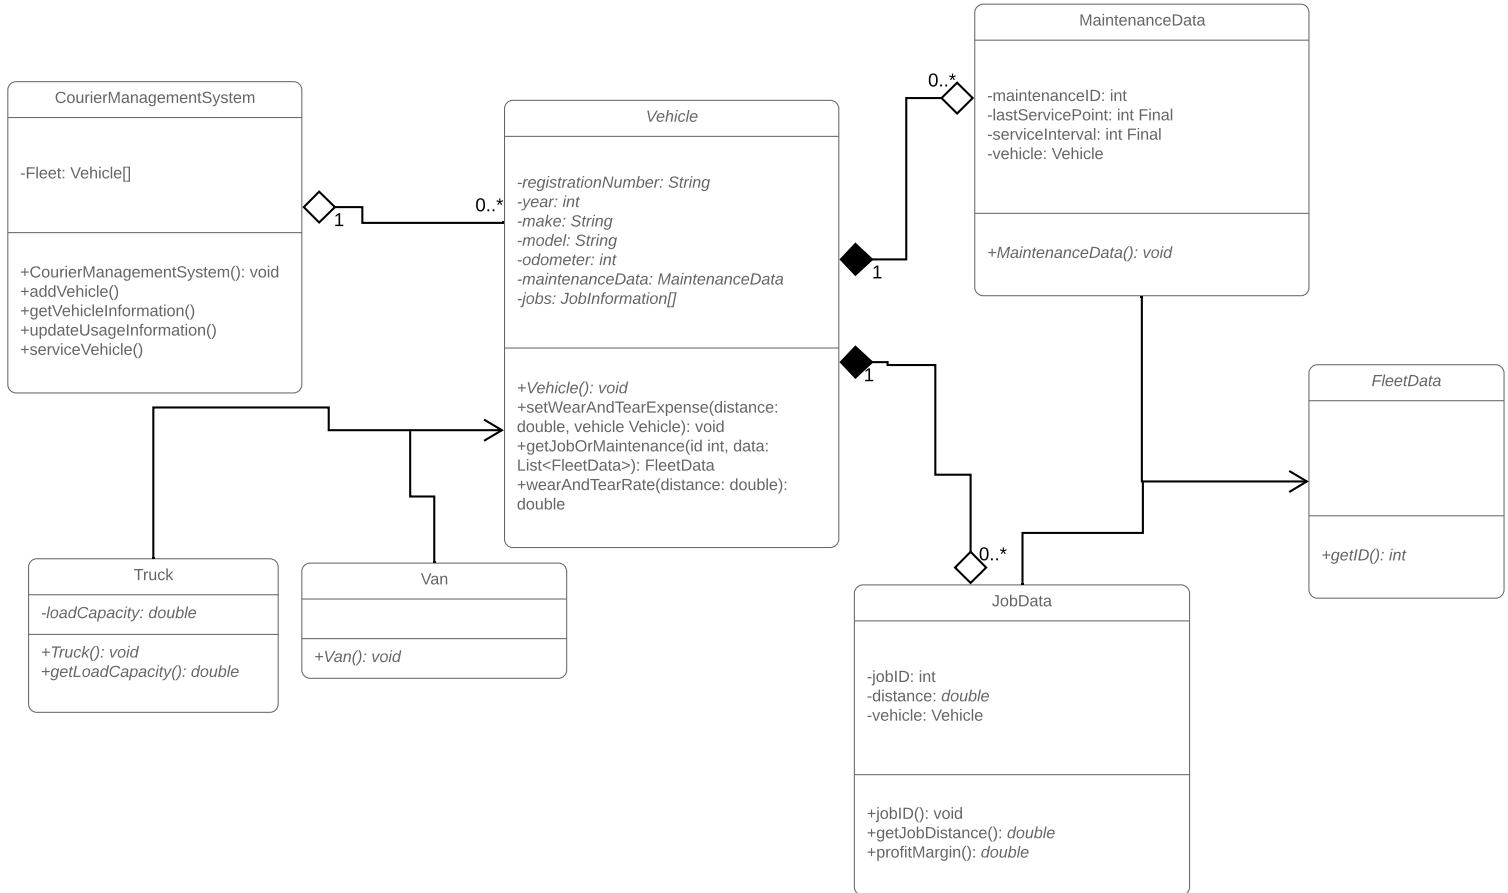 MaintenanceData
-maintenanceID: int
-lastServicePoint: int Final
-serviceInterval: int Final
-vehicle: Vehicle
+MaintenanceData(): void
CourierManagementSystem
-Fleet: Vehicle[]
+CourierManagementSystem(): void
+addVehicle()
+getVehicleInformation()
+updateUsageInformation()
+serviceVehicle()
1
0..*
Vehicle
-registrationNumber: String
-year: int
-make: String
-model: String
-odometer: int
-maintenanceData: MaintenanceData
-jobs: JobInformation[]
+Vehicle(): void
+setWearAndTearExpense(distance:
double, vehicle Vehicle): void
+getJobOrMaintenance(id int, data:
List<FleetData>): FleetData
+wearAndTearRate(distance: double):
double
0..*
1
1
0..*
FleetData
+getID(): int
Truck
-loadCapacity: double
+Truck(): void
+getLoadCapacity(): double
Van
+Van(): void
JobData
-jobID: int
-distance: double
-vehicle: Vehicle
+jobID(): void
+getJobDistance(): double
+profitMargin(): double